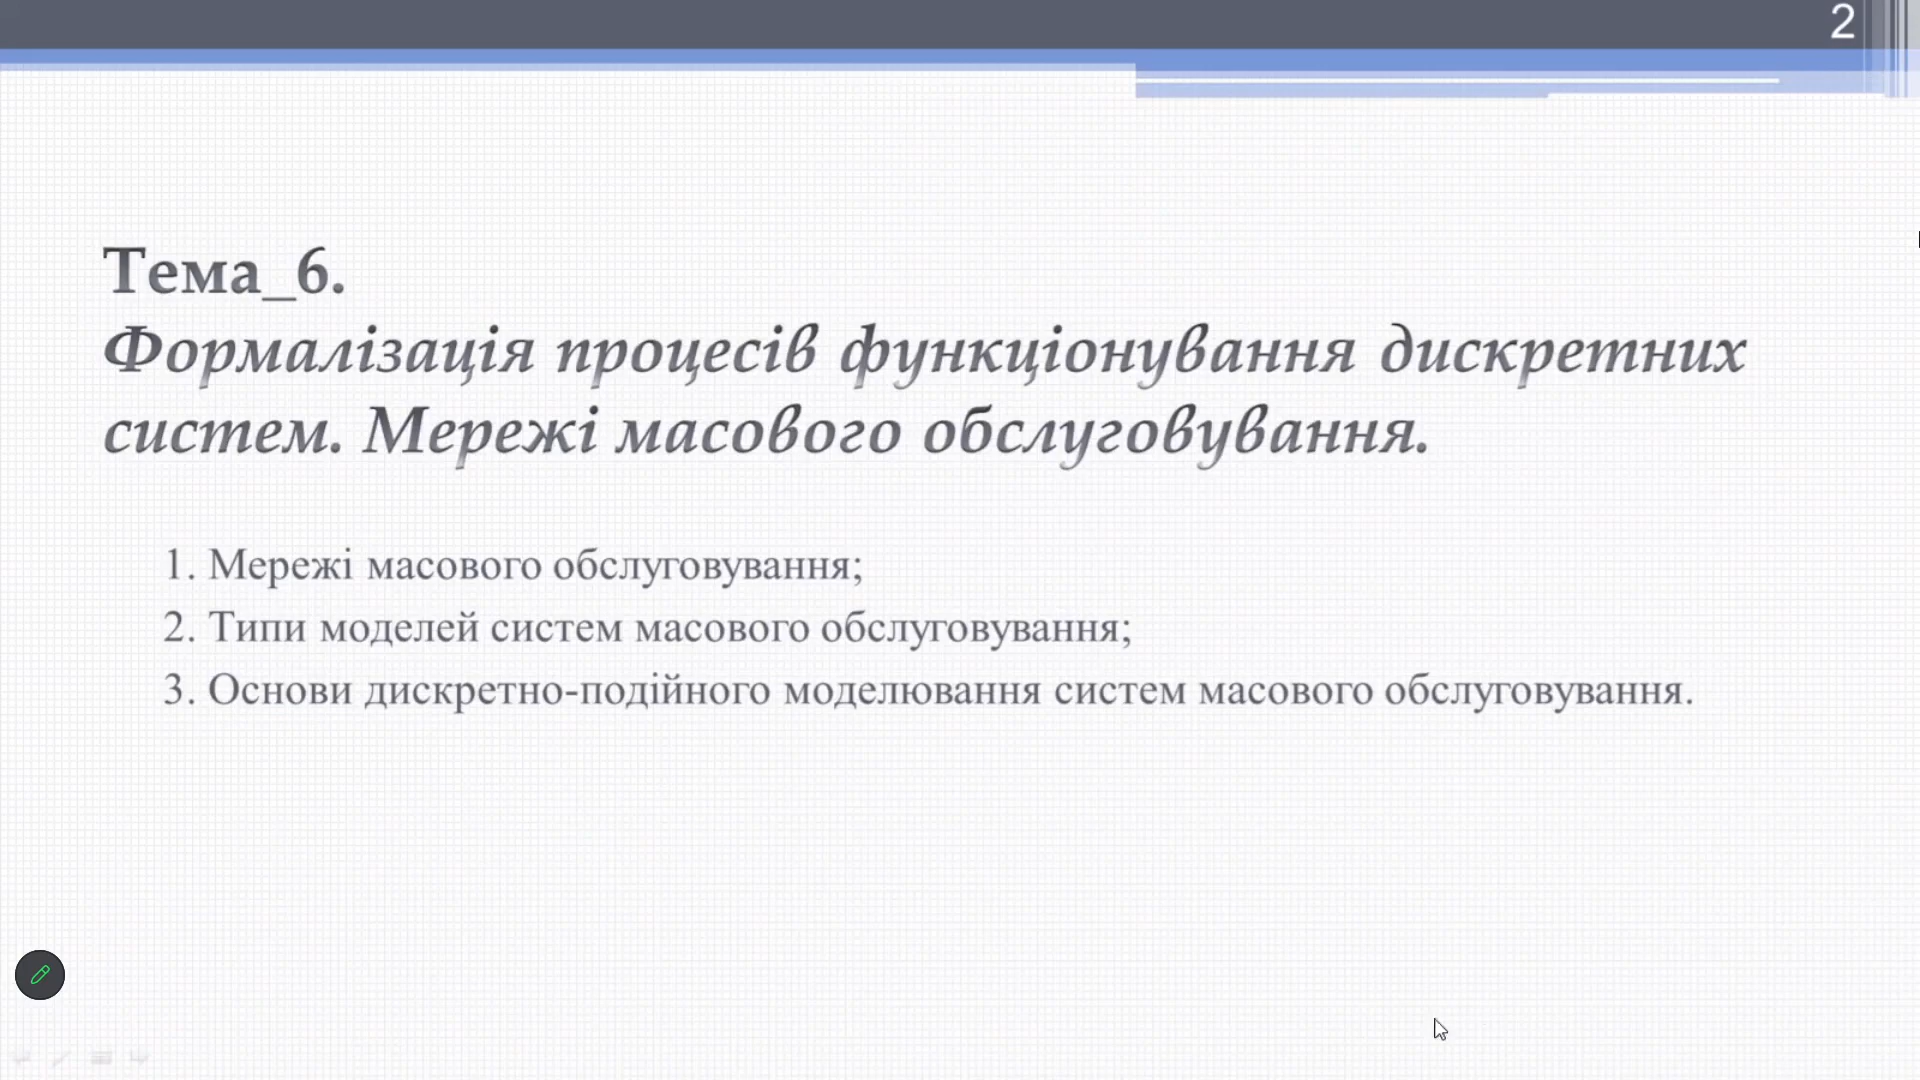 2
Тема_6.
Формалізація процесів функціонування дискретних
систем. Мережі масового обслуговування.
1. Мережі масового обслуговування;
2. Типи моделей систем масового обслуговування;
3. Основи дискретно-подійного моделювання систем масового обслуговування.